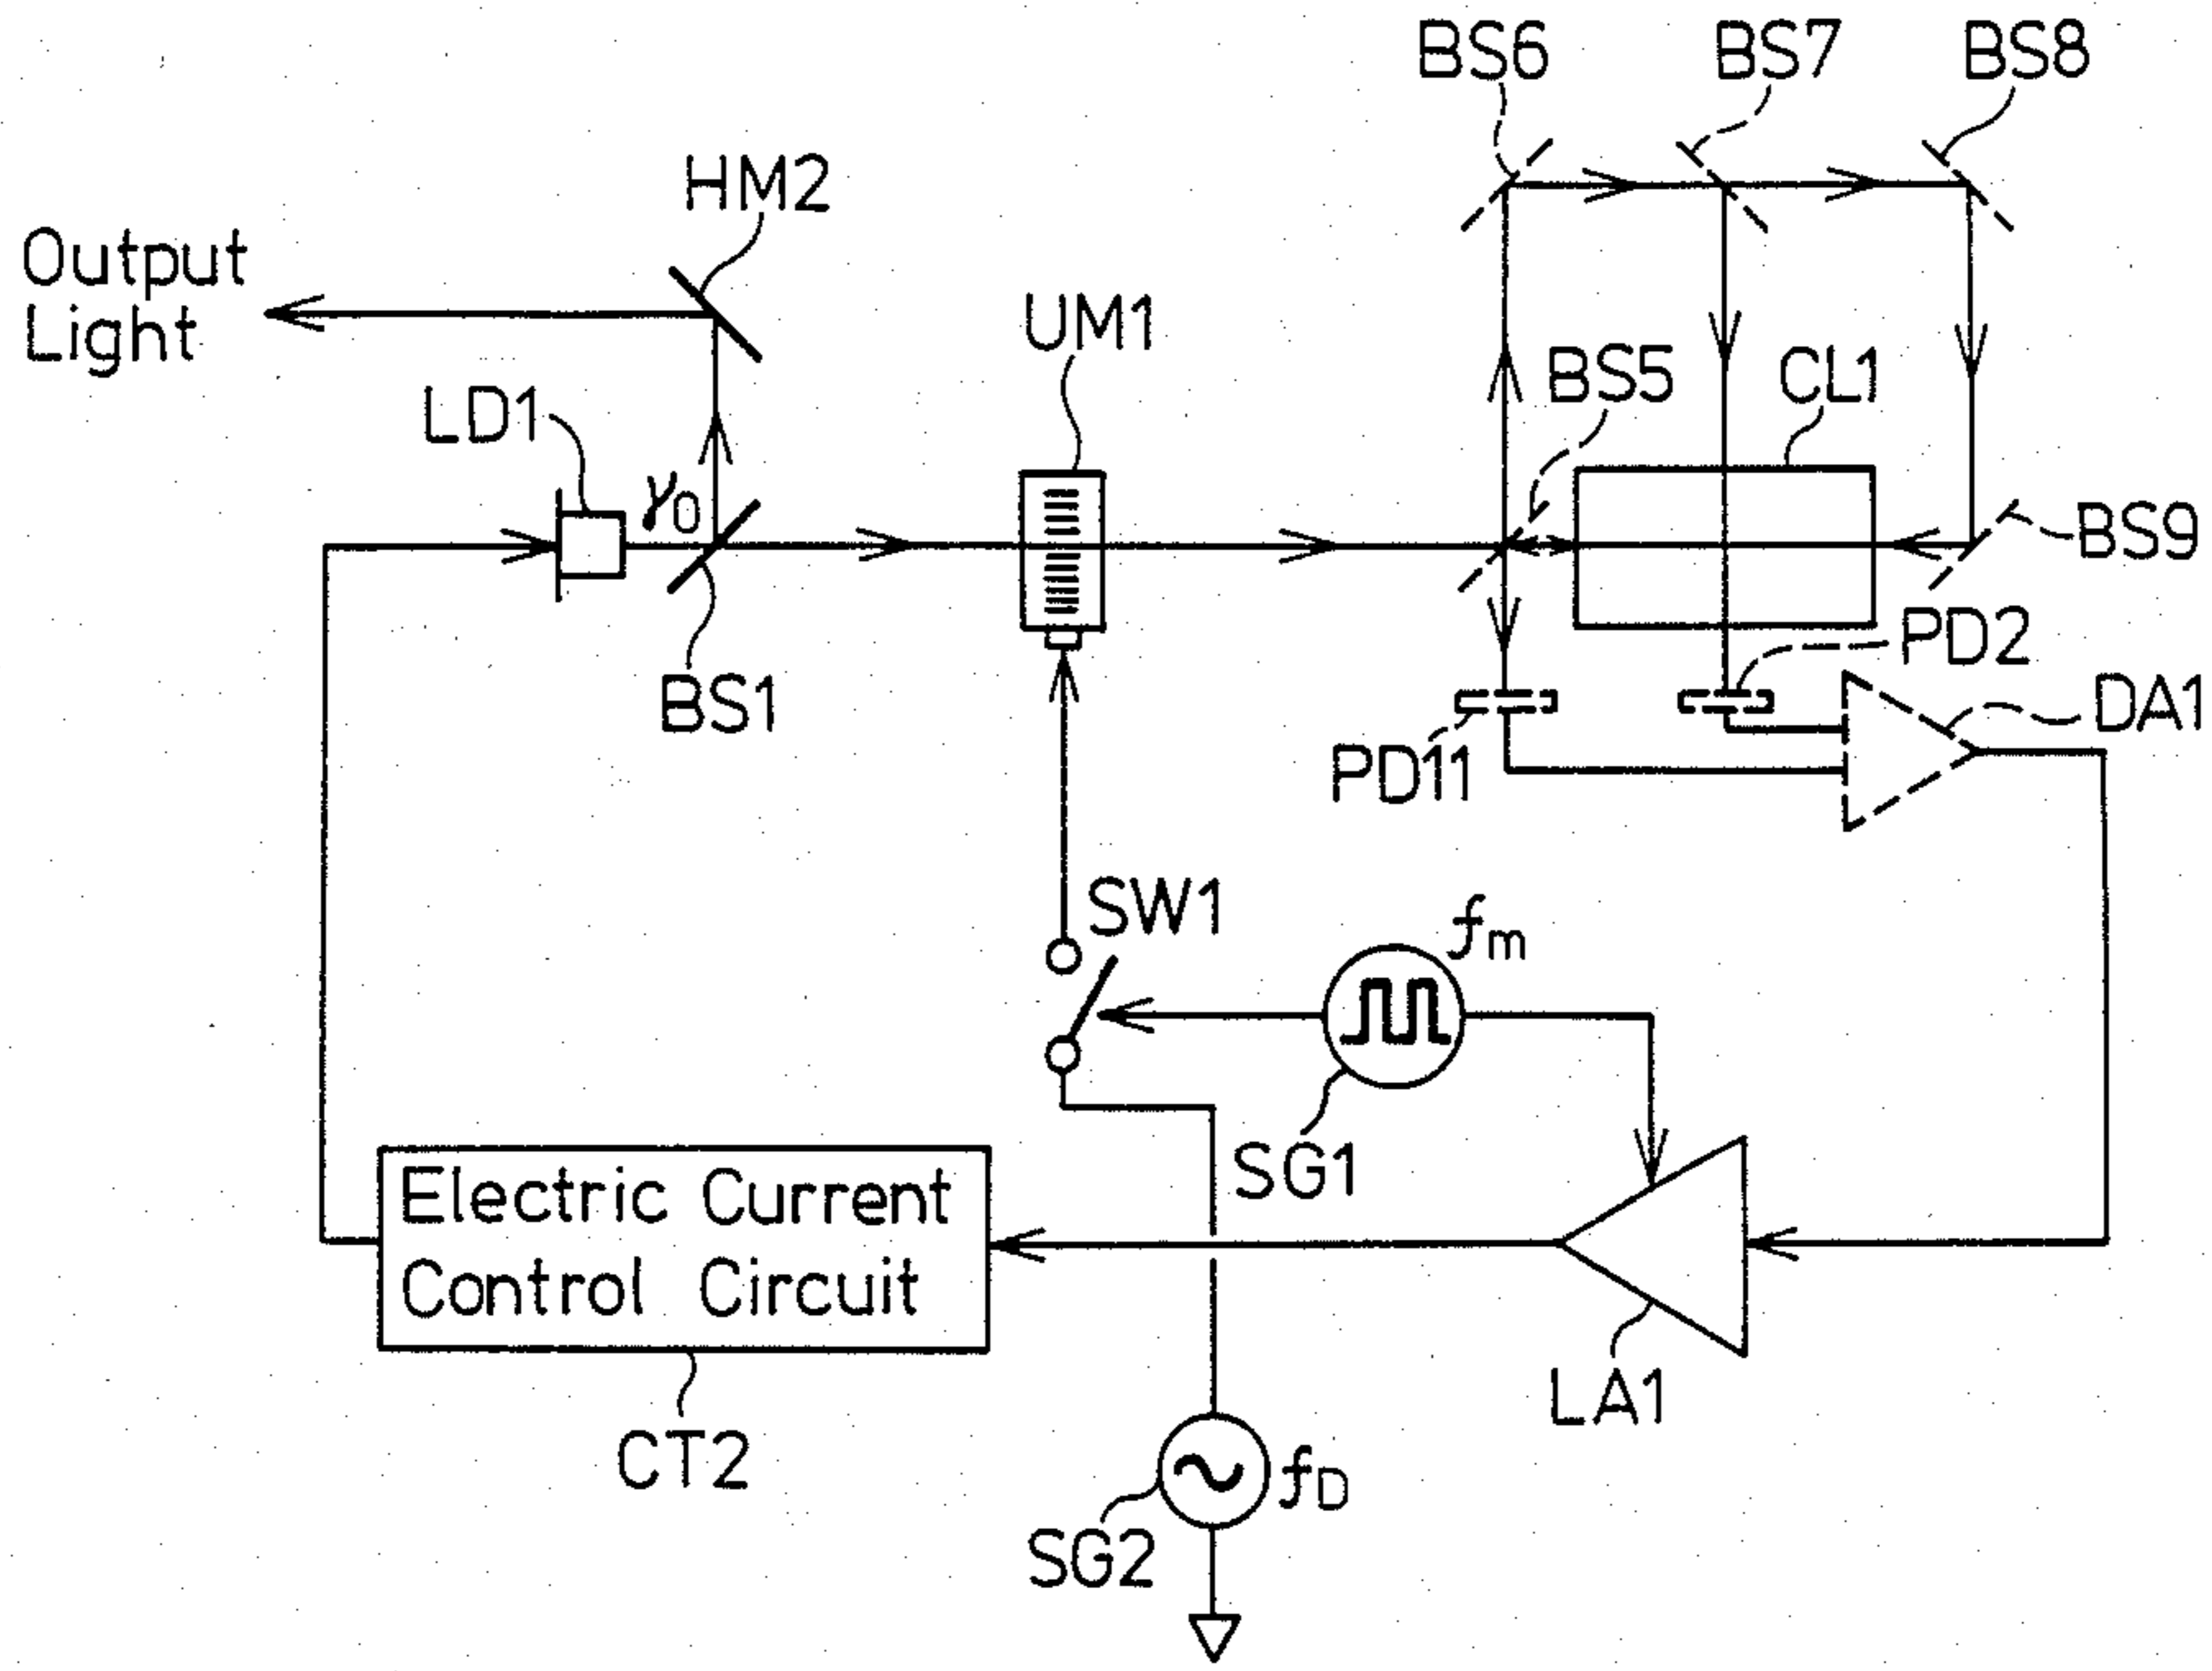 BS6
BS7
BS8
HM2
Output
Light
UM1
LD1
BS5
CL1
γ0
BS9
PD2
BS1
DA1
PD11
SW1
fm
SG1
Electric Current
Control Circuit
LA1
CT2
fD
SG2